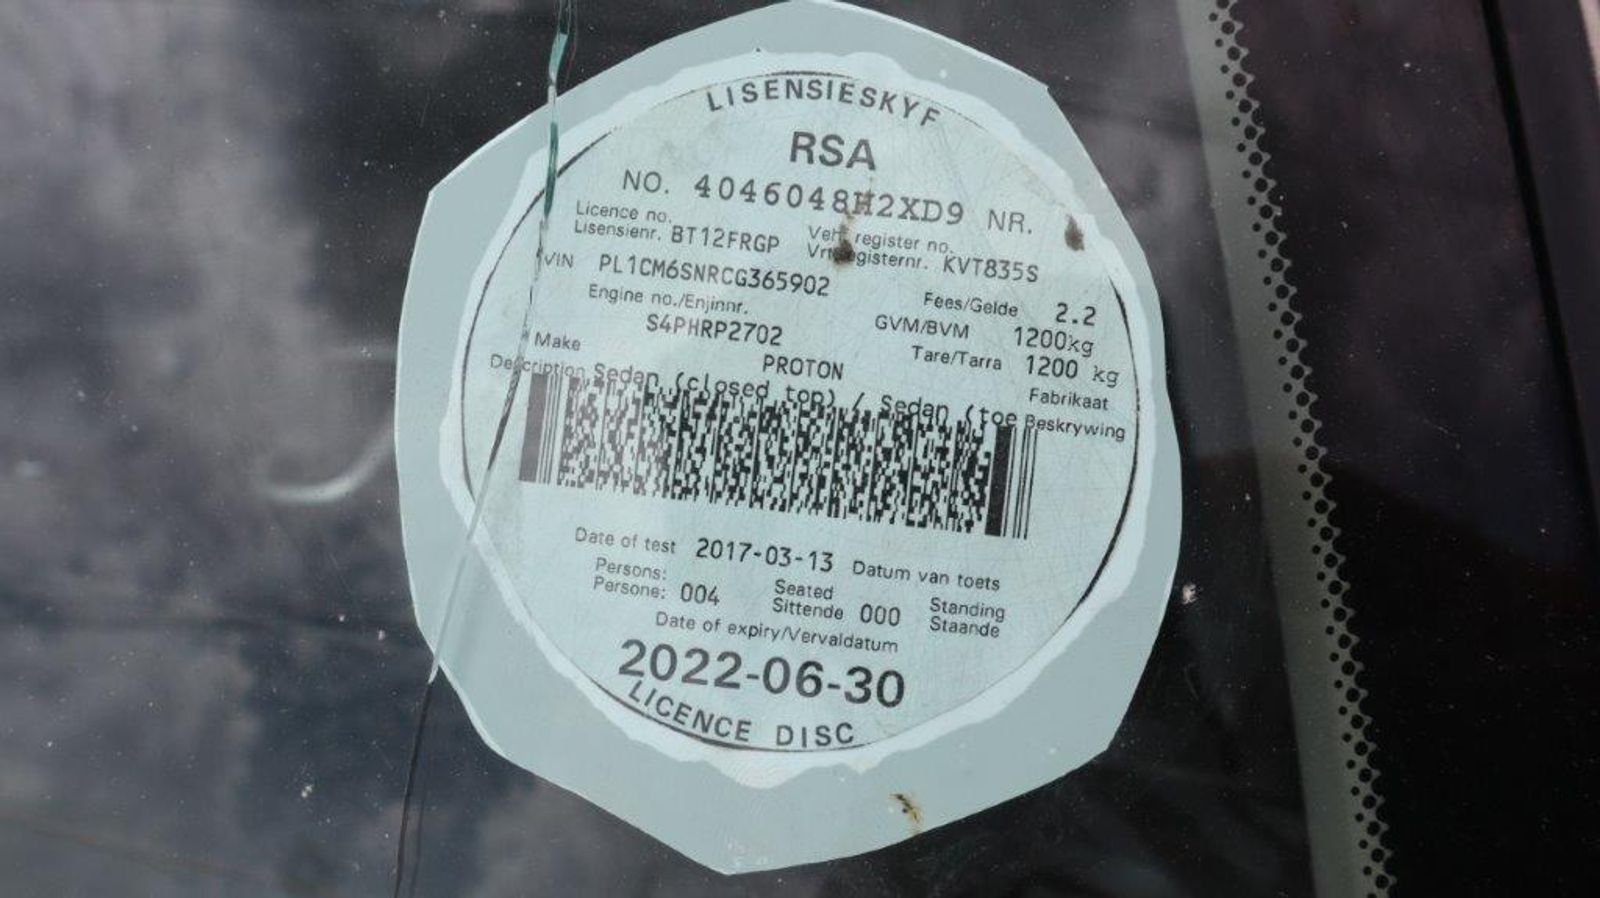 LISENSIESKYF
RSA
NO. 4046048H2XD9 NR.
Licence no. Veh. register no.
Lisensienr. BT12FRGP Vrt.registernr. KVT835S
VIN PL1CM6SNRCG365902
Engine no./Enjinnr. Fees/Gelde 2.2
S4PHRP2702 GVM/BVM 1200kg
Make PROTON Tare/Tarra 1200 kg
Fabrikaat
Description Sedan (closed top) / Sedan (toe Beskrywing
Date of test 2017-03-13 Datum van toets
Persons: Seated Standing
Persone: 004 Sittende 000 Staande
Date of expiry/Vervaldatum
2022-06-30
LICENCE DISC